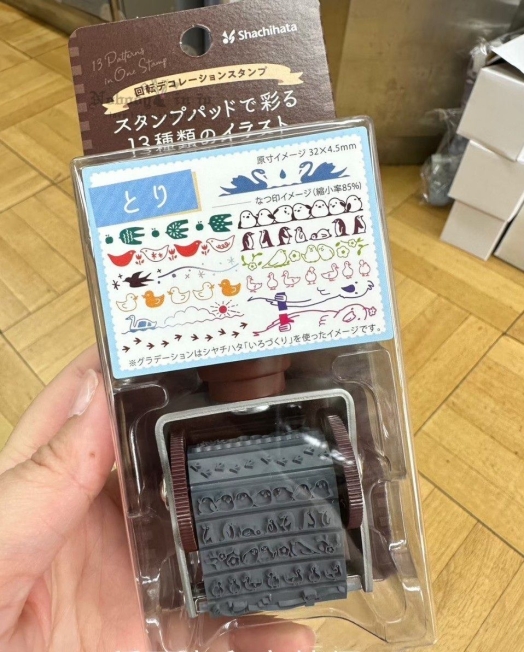 Shachihata
13 Patterns
in One Stamp
回転デコレーションスタンプ
スタンプパッドで彩る
13種類のイラスト
原寸イメージ 32×4.5mm
とり
なつ印イメージ(縮小率85%)
※グラデーションはシヤチハタ「いろづくり」を使ったイメージです。